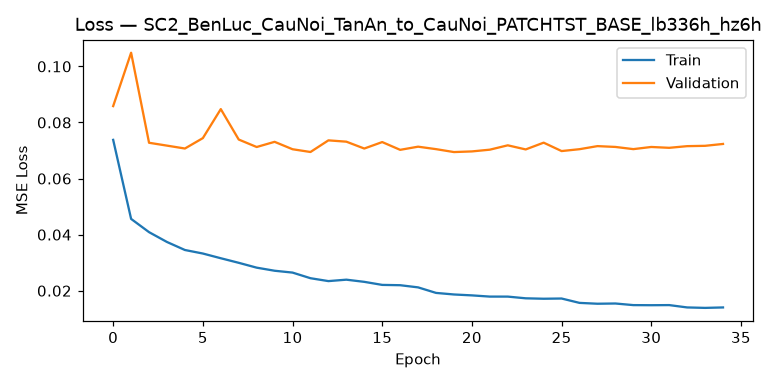 Loss — SC2_BenLuc_CauNoi_TanAn_to_CauNoi_PATCHTST_BASE_lb336h_hz6h
Train
Validation
0.10
0.08
0.06
0.04
0.02
MSE Loss
0 5 10 15 20 25 30 35
Epoch